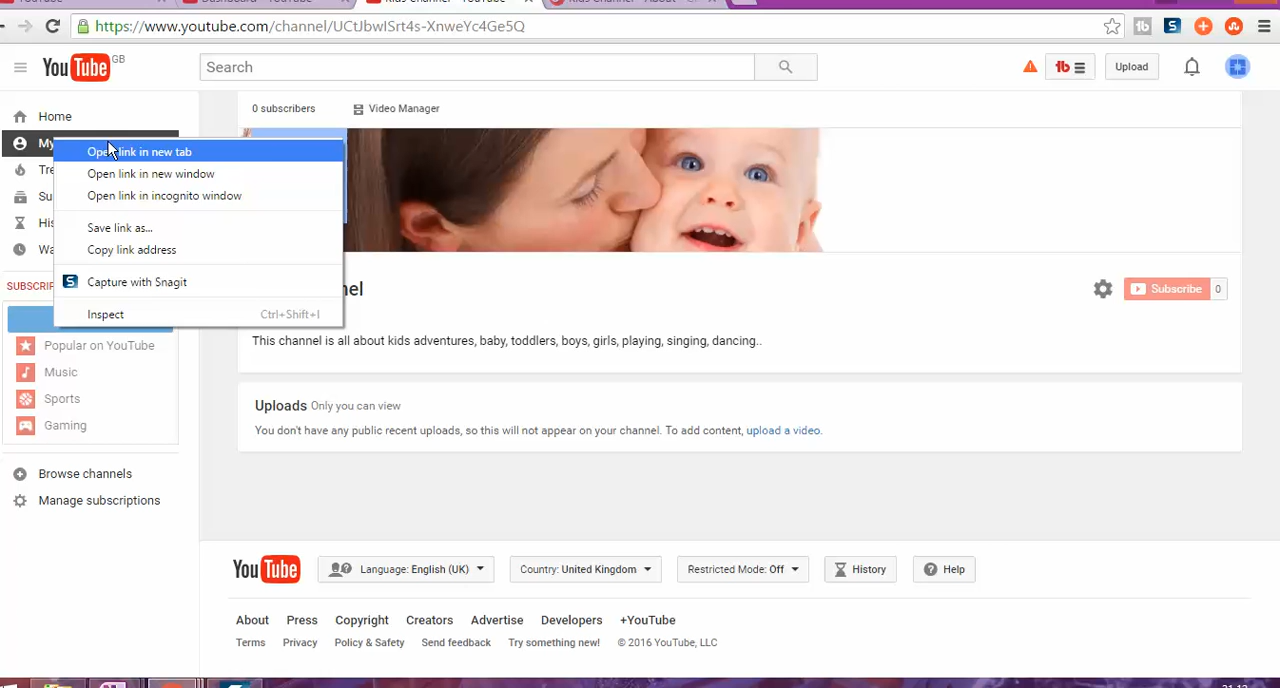 https://www.youtube.com/channel/UCtJbwlSrt4s-XnweYc4Ge5Q
YouTube GB
Search
Upload
Home
0 subscribers
Video Manager
My
Open link in new tab
Open link in new window
Open link in incognito window
Save link as...
Copy link address
Capture with Snagit
Inspect Ctrl+Shift+I
Subscribe 0
This channel is all about kids adventures, baby, toddlers, boys, girls, playing, singing, dancing..
Popular on YouTube
Music
Sports
Gaming
Uploads Only you can view
You don't have any public recent uploads, so this will not appear on your channel. To add content, upload a video.
Browse channels
Manage subscriptions
YouTube
Language: English (UK)
Country: United Kingdom
Restricted Mode: Off
History
Help
About Press Copyright Creators Advertise Developers +YouTube
Terms Privacy Policy & Safety Send feedback Try something new! © 2016 YouTube, LLC